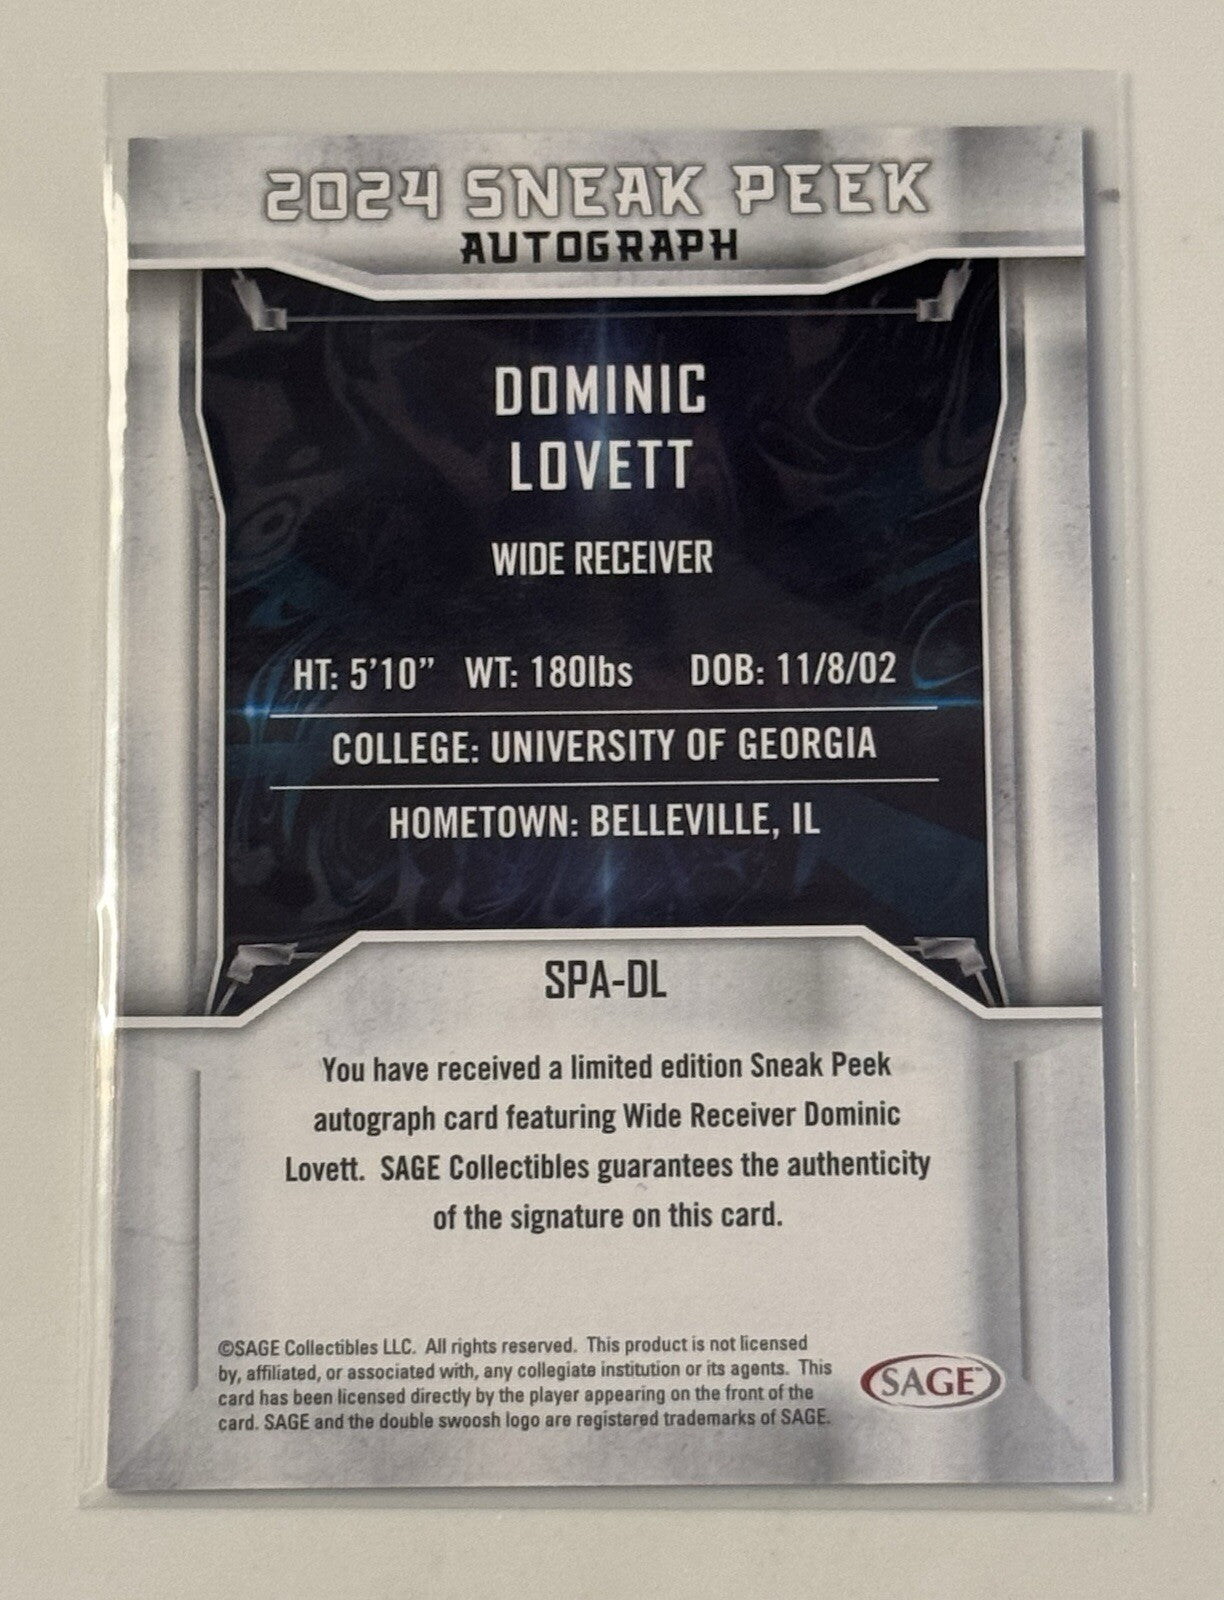 2024 SNEAK PEEK
AUTOGRAPH
DOMINIC
LOVETT
WIDE RECEIVER
HT: 5'10" WT: 180lbs DOB: 11/8/02
COLLEGE: UNIVERSITY OF GEORGIA
HOMETOWN: BELLEVILLE, IL
SPA-DL
You have received a limited edition Sneak Peek
autograph card featuring Wide Receiver Dominic
Lovett. SAGE Collectibles guarantees the authenticity
of the signature on this card.
©SAGE Collectibles LLC. All rights reserved. This product is not licensed
by, affiliated, or associated with, any collegiate institution or its agents. This
card has been licensed directly by the player appearing on the front of the
card. SAGE and the double swoosh logo are registered trademarks of SAGE.
SAGE™